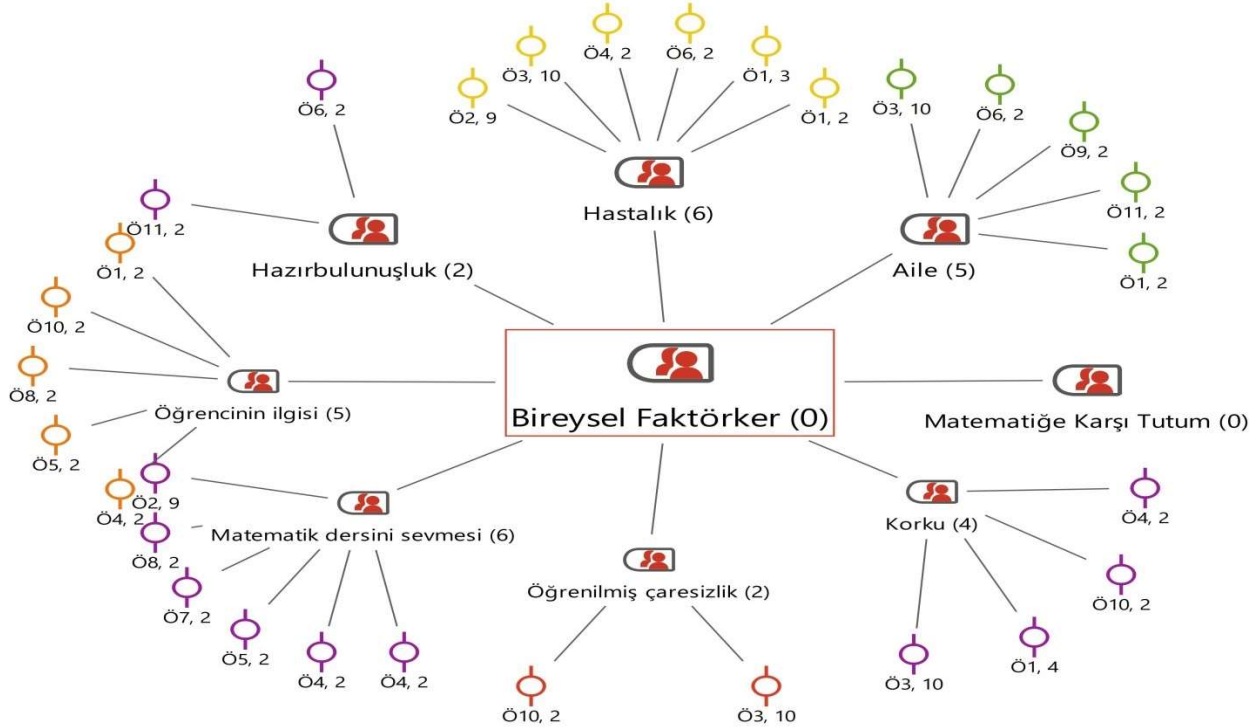 Ö4, 2
Ö6, 2
Ö3, 10
Ö1, 3
Ö6, 2
Ö2, 9
Ö1, 2
Ö3, 10
Ö6, 2
Ö9, 2
Hastalık (6)
Ö11, 2
Ö11, 2
Hazırbulunuşluk (2)
Aile (5)
Ö1, 2
Ö1, 2
Ö10, 2
Ö8, 2
Öğrencinin ilgisi (5)
Bireysel Faktörker (0)
Matematiğe Karşı Tutum (0)
Ö5, 2
Ö2, 9
Ö4, 2
Matematik dersini sevmesi (6)
Korku (4)
Ö4, 2
Ö8, 2
Öğrenilmiş çaresizlik (2)
Ö7, 2
Ö10, 2
Ö5, 2
Ö4, 2
Ö4, 2
Ö10, 2
Ö3, 10
Ö3, 10
Ö1, 4